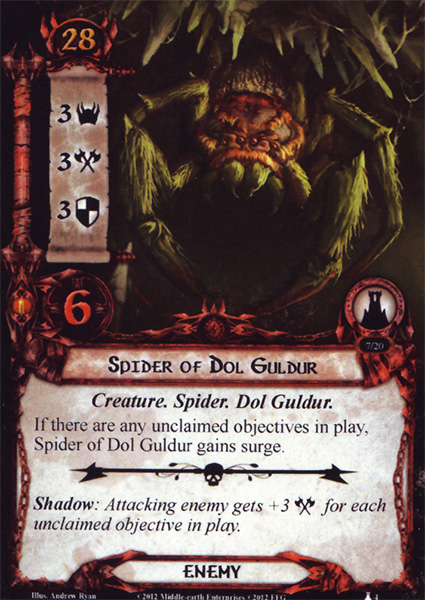 28
3
3
3
6
7/20
SPIDER OF DOL GULDUR
Creature. Spider. Dol Guldur.
If there are any unclaimed objectives in play,
Spider of Dol Guldur gains surge.
Shadow: Attacking enemy gets +3 for each
unclaimed objective in play.
ENEMY
Illus. Andrew Ryan ©2012 Middle-earth Enterprises • 2012 FFG 4